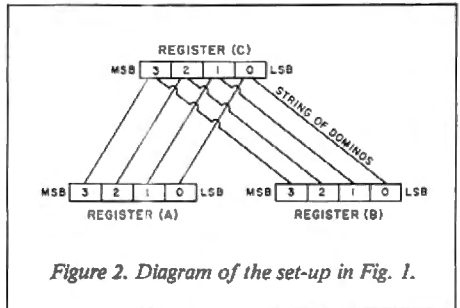 REGISTER (C)
MSB 3 2 1 0 LSB
STRING OF DOMINOS
MSB 3 2 1 0 LSB
REGISTER (A)
MSB 3 2 1 0 LSB
REGISTER (B)
Figure 2. Diagram of the set-up in Fig. 1.